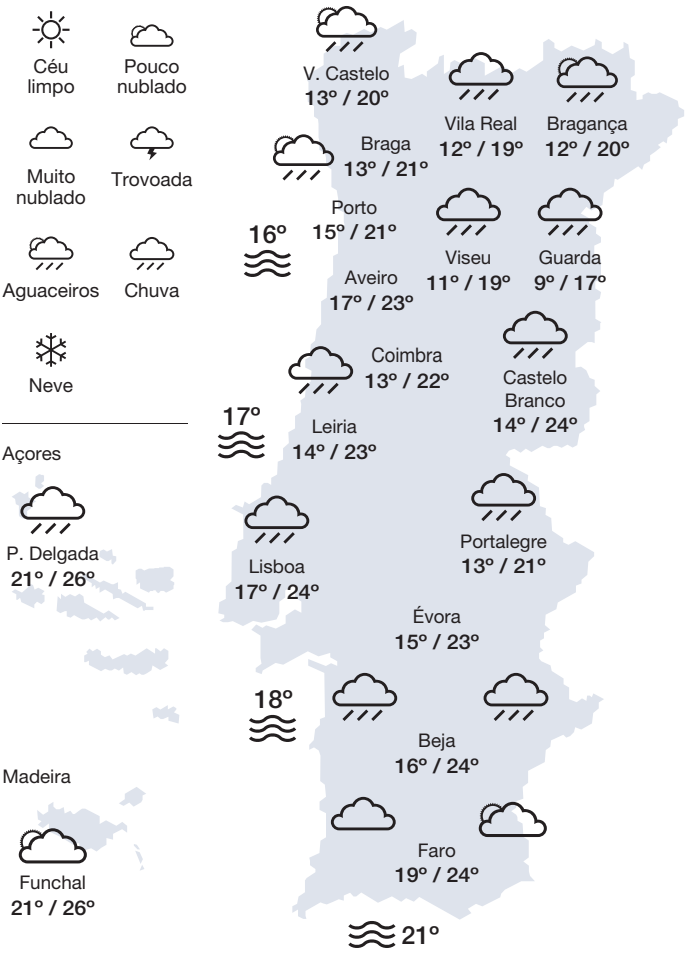 Céu
limpo
Pouco
nublado
Muito
nublado
Trovoada
Aguaceiros
Chuva
Neve
Açores
P. Delgada
21º / 26º
Madeira
Funchal
21º / 26º
V. Castelo
13º / 20º
Vila Real
12º / 19º
Bragança
12º / 20º
Braga
13º / 21º
Porto
15º / 21º
16º
Viseu
11º / 19º
Guarda
9º / 17º
Aveiro
17º / 23º
Coimbra
13º / 22º
Castelo
Branco
14º / 24º
17º
Leiria
14º / 23º
Lisboa
17º / 24º
Portalegre
13º / 21º
Évora
15º / 23º
18º
Beja
16º / 24º
Faro
19º / 24º
21º